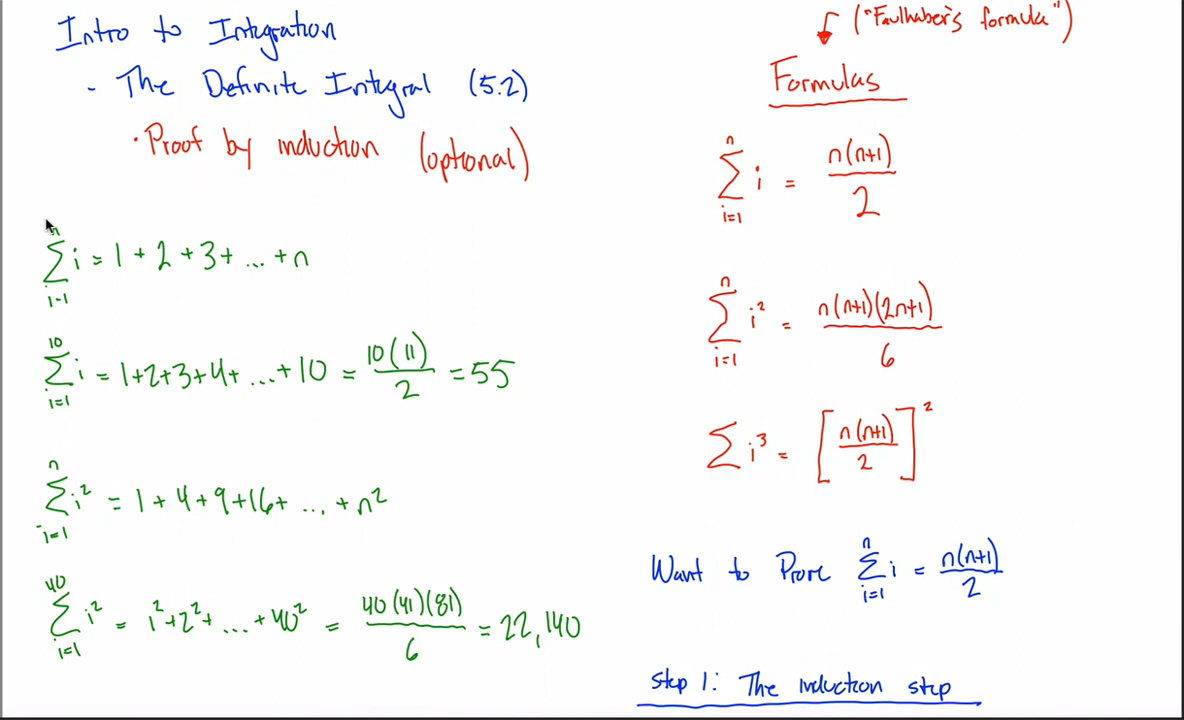 Intro to Integration
- The Definite Integral (5.2)
· Proof by induction (optional)
n
∑ i = 1 + 2 + 3 + ... + n
i=1
10
∑ i = 1+2+3+4+ ...+10 = 10(11)/2 = 55
i=1
n
∑ i² = 1 + 4 + 9 + 16 + ... + n²
i=1
40
∑ i² = 1²+2²+ ... +40² = 40(41)(81)/6 = 22,140
i=1
("Faulhaber's formula")
Formulas
n
∑ i = n(n+1)/2
i=1
n
∑ i² = n(n+1)(2n+1)/6
i=1
∑ i³ = [n(n+1)/2]²
Want to Prove ∑ⁿᵢ₌₁ i = n(n+1)/2
Step 1: The induction step